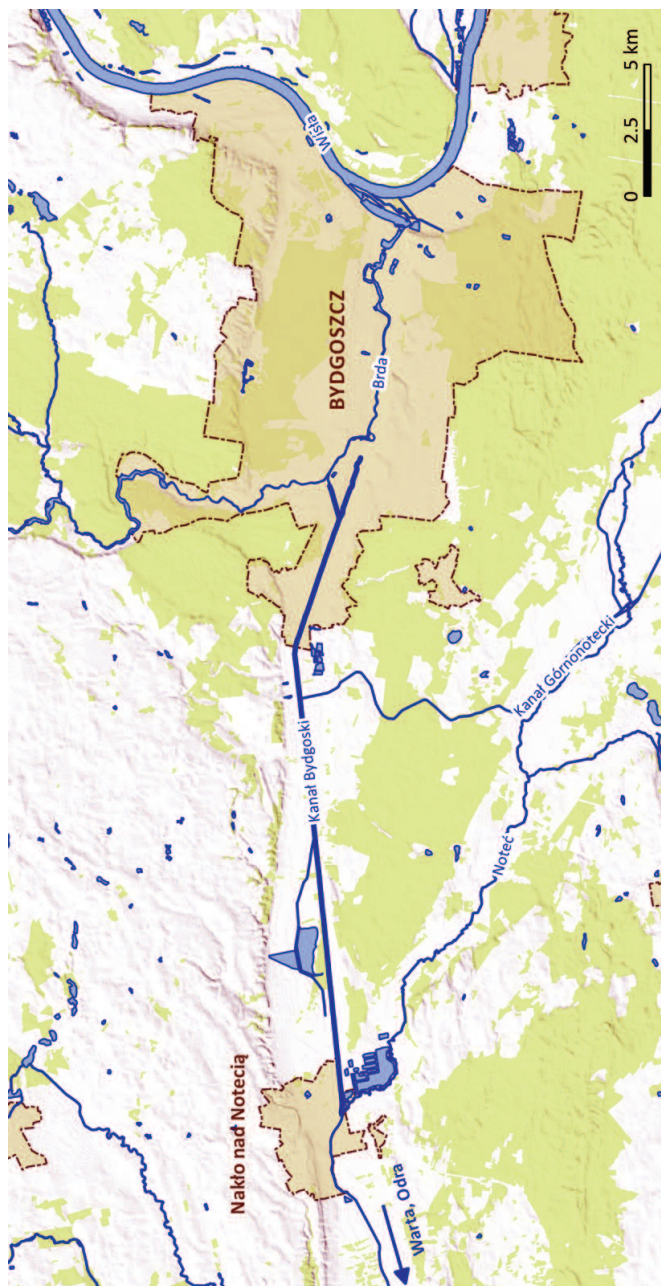 Wisła
BYDGOSZCZ
Brda
Kanał Bydgoski
Kanał Górnonotecki
Noteć
Nakło nad Notecią
Warta, Odra
0 2.5 5 km